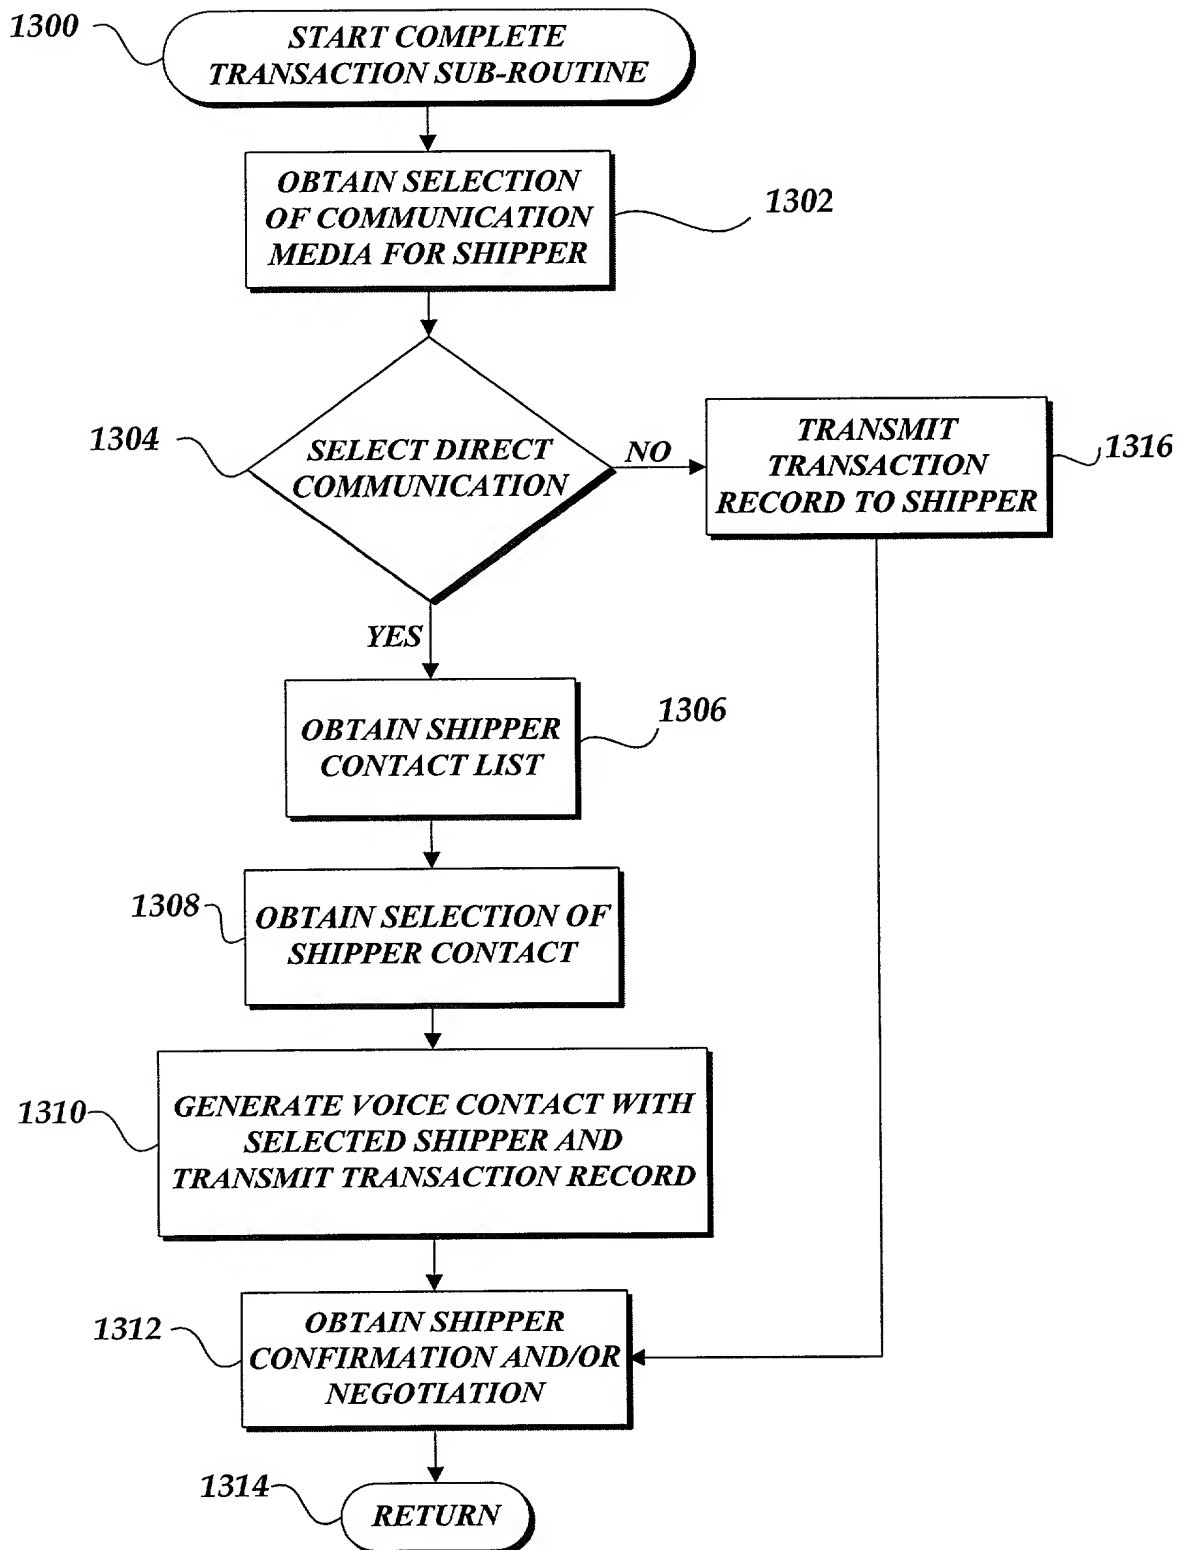 1300
START COMPLETE
TRANSACTION SUB-ROUTINE
OBTAIN SELECTION
OF COMMUNICATION
MEDIA FOR SHIPPER
1302
1304
SELECT DIRECT
COMMUNICATION
NO
TRANSMIT
TRANSACTION
RECORD TO SHIPPER
1316
YES
OBTAIN SHIPPER
CONTACT LIST
1306
1308
OBTAIN SELECTION OF
SHIPPER CONTACT
1310
GENERATE VOICE CONTACT WITH
SELECTED SHIPPER AND
TRANSMIT TRANSACTION RECORD
1312
OBTAIN SHIPPER
CONFIRMATION AND/OR
NEGOTIATION
1314
RETURN